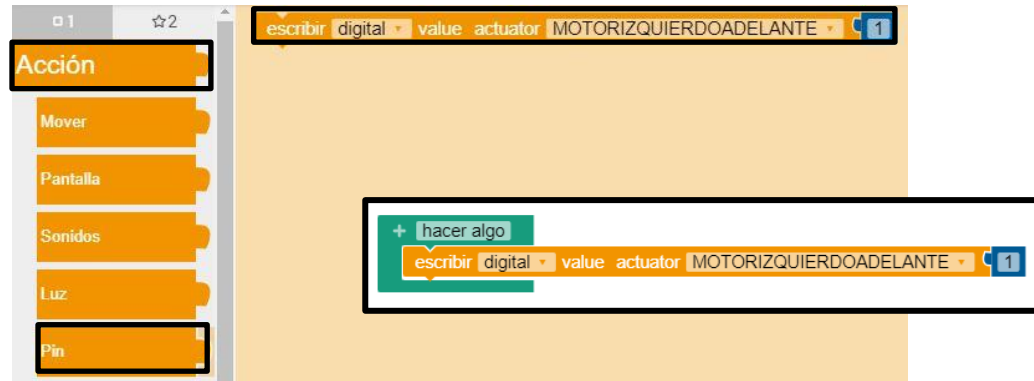 1
2
Acción
Mover
Pantalla
Sonidos
Luz
Pin
escribir digital value actuator MOTORIZQUIERDOADELANTE 1
+ hacer algo
escribir digital value actuator MOTORIZQUIERDOADELANTE 1